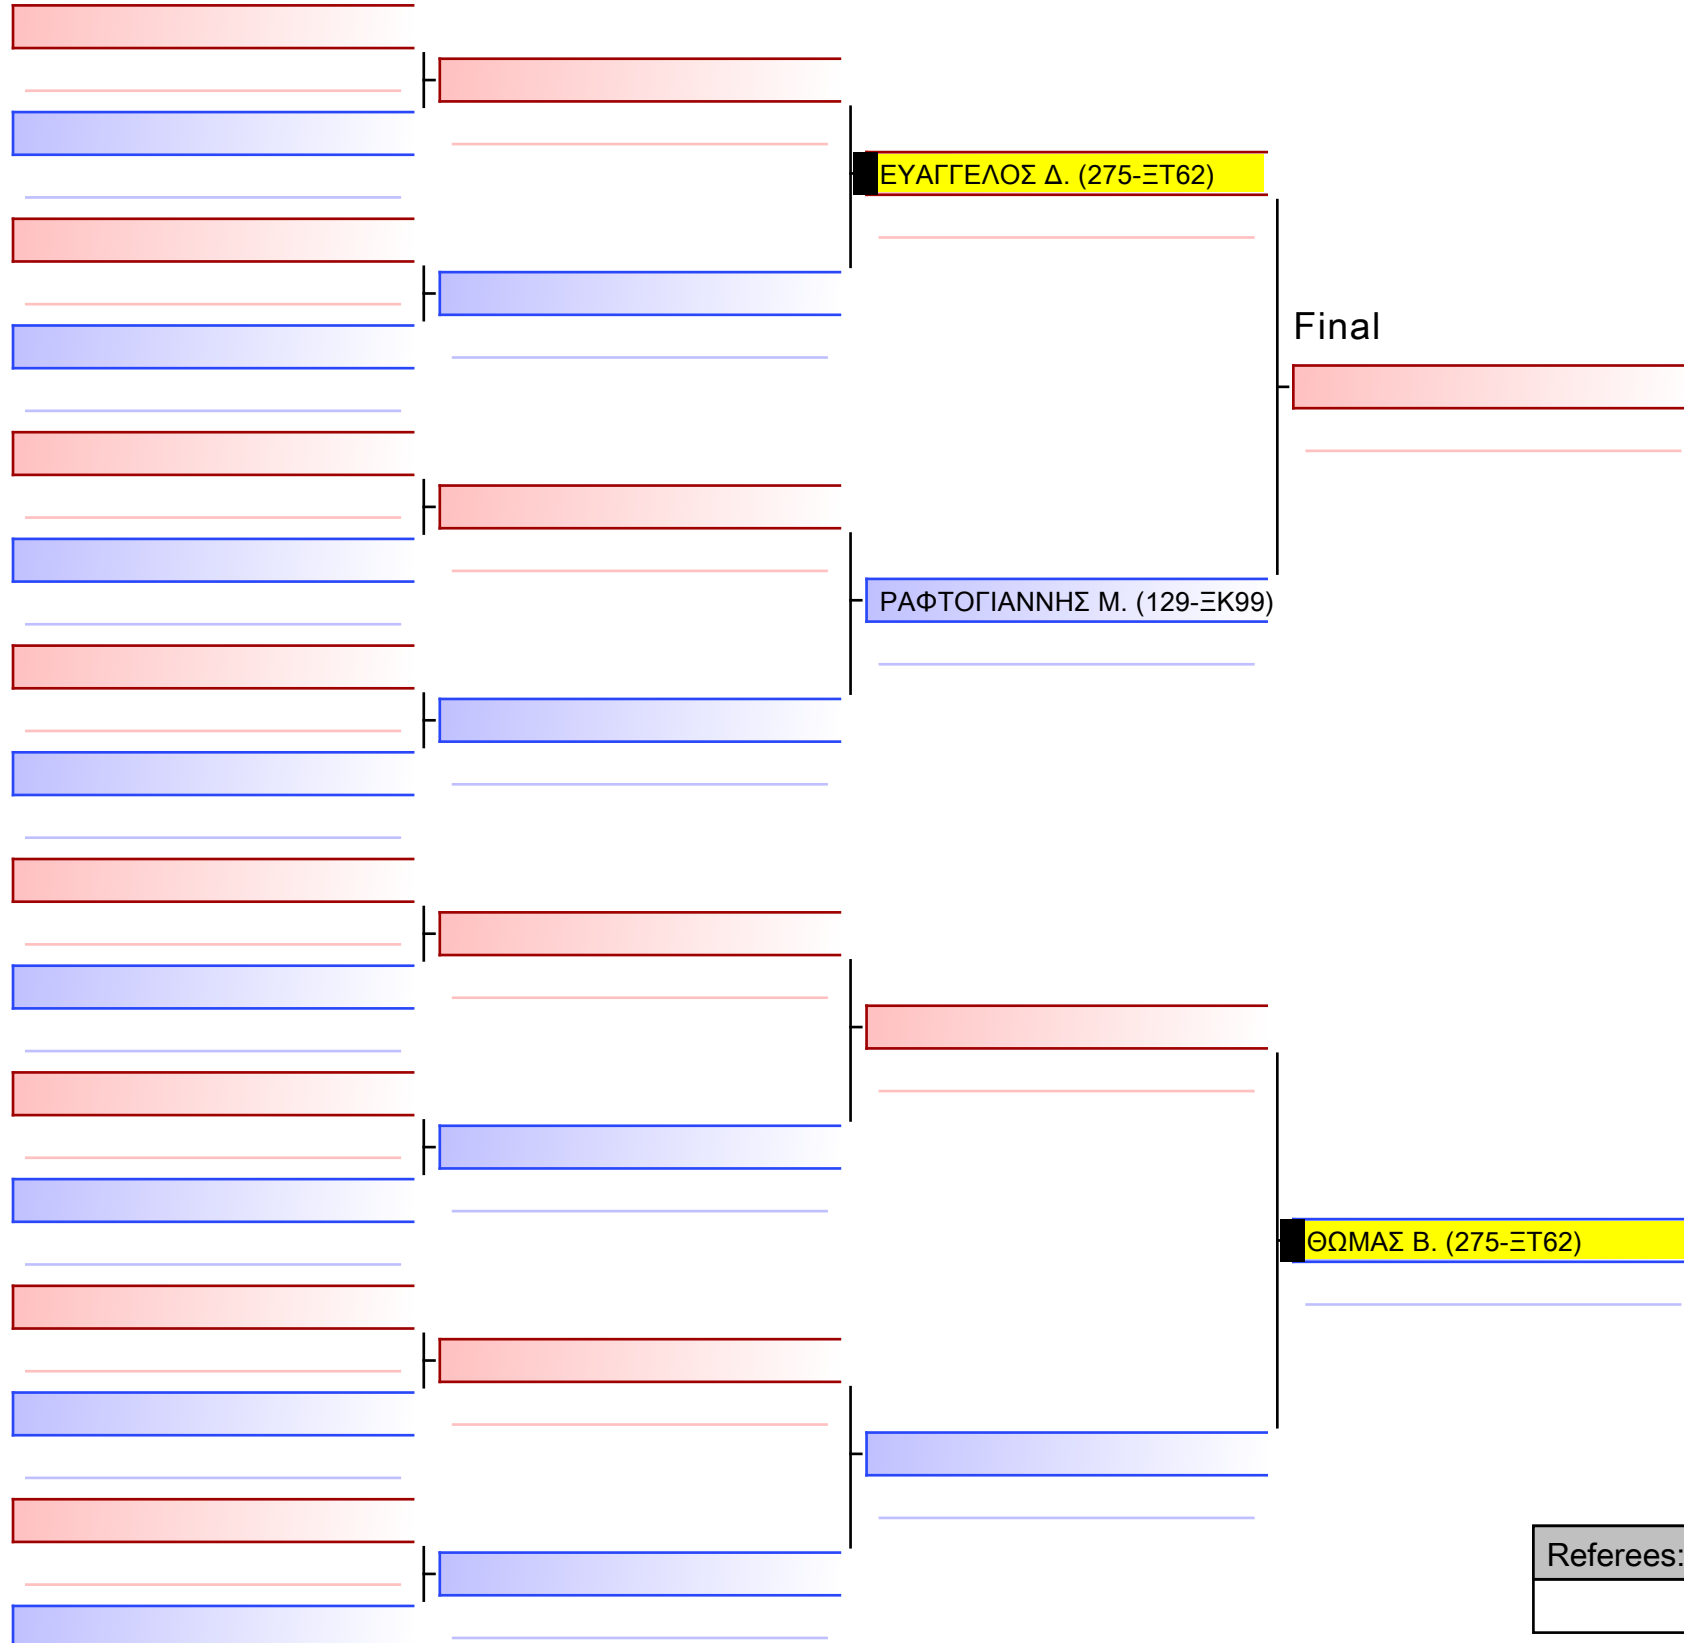 ΕΥΑΓΓΕΛΟΣ Δ. (275-ΞΤ62)
Final
ΡΑΦΤΟΓΙΑΝΝΗΣ Μ. (129-ΞΚ99)
ΘΩΜΑΣ Β. (275-ΞΤ62)
Referees: